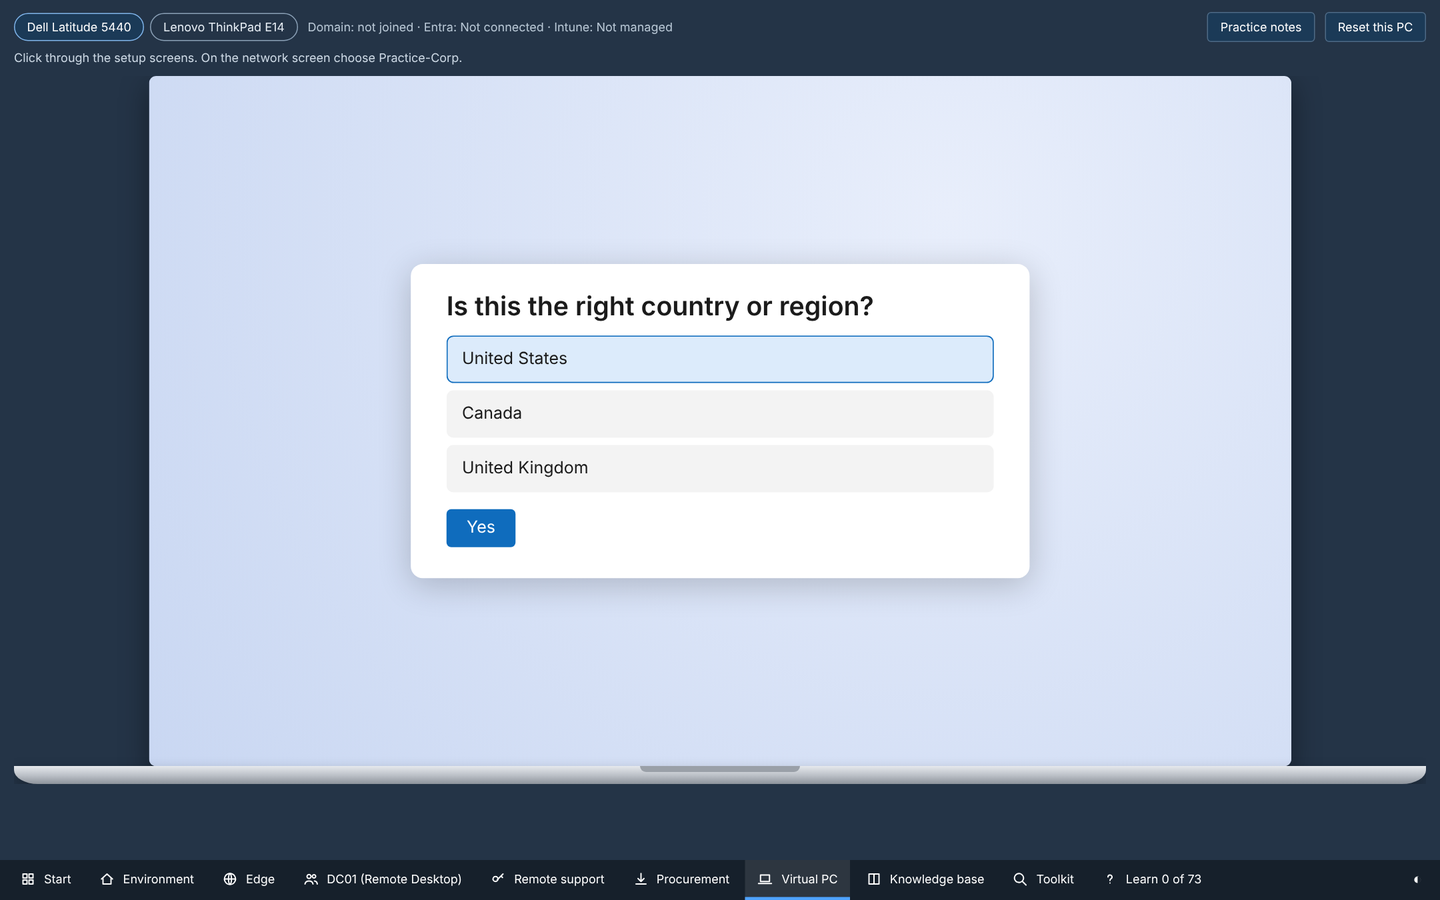 Dell Latitude 5440 Lenovo ThinkPad E14 Domain: not joined · Entra: Not connected · Intune: Not managed Practice notes Reset this PC
Click through the setup screens. On the network screen choose Practice-Corp.
Is this the right country or region?
United States
Canada
United Kingdom
Yes
Start Environment Edge DC01 (Remote Desktop) Remote support Procurement Virtual PC Knowledge base Toolkit ? Learn 0 of 73